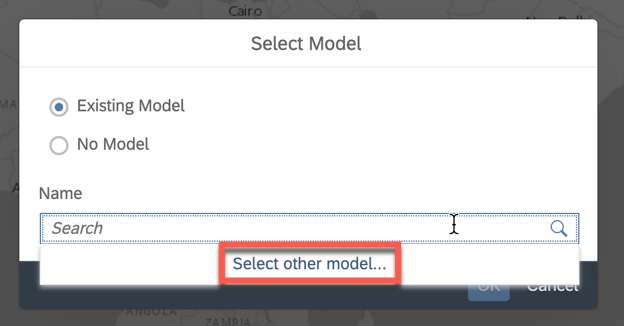 Cairo
Select Model
Existing Model
No Model
Name
Search
Select other model...
OK
Cancel
ANGOLA
ZAMBIA